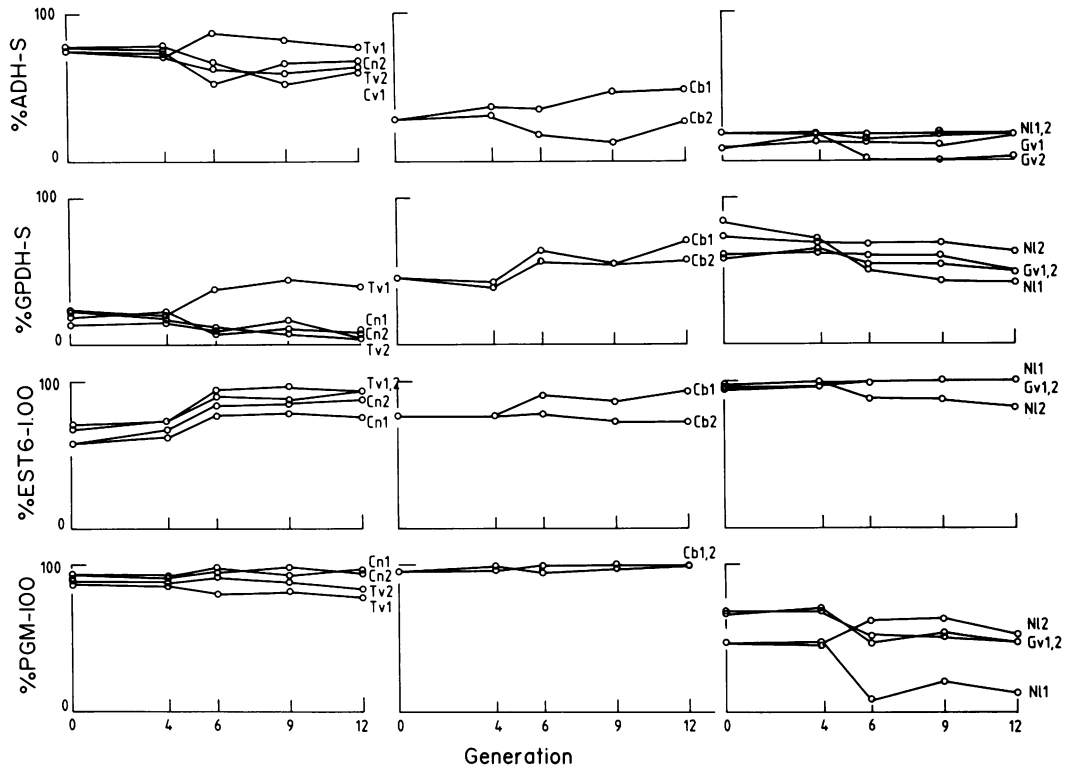 %ADH-S
100
0
Tv1
Cn2
Tv2
Cv1
Cb1
Cb2
Nl1,2
Gv1
Gv2
%GPDH-S
100
0
Tv1
Cn1
Cn2
Tv2
Cb1
Cb2
Nl2
Gv1,2
Nl1
%EST6-1.00
100
0
Tv1,2
Cn2
Cn1
Cb1
Cb2
Nl1
Gv1,2
Nl2
%PGM-100
100
0
Cn1
Cn2
Tv2
Tv1
Cb1,2
Nl2
Gv1,2
Nl1
0 4 6 9 12 0 4 6 9 12 0 4 6 9 12
Generation